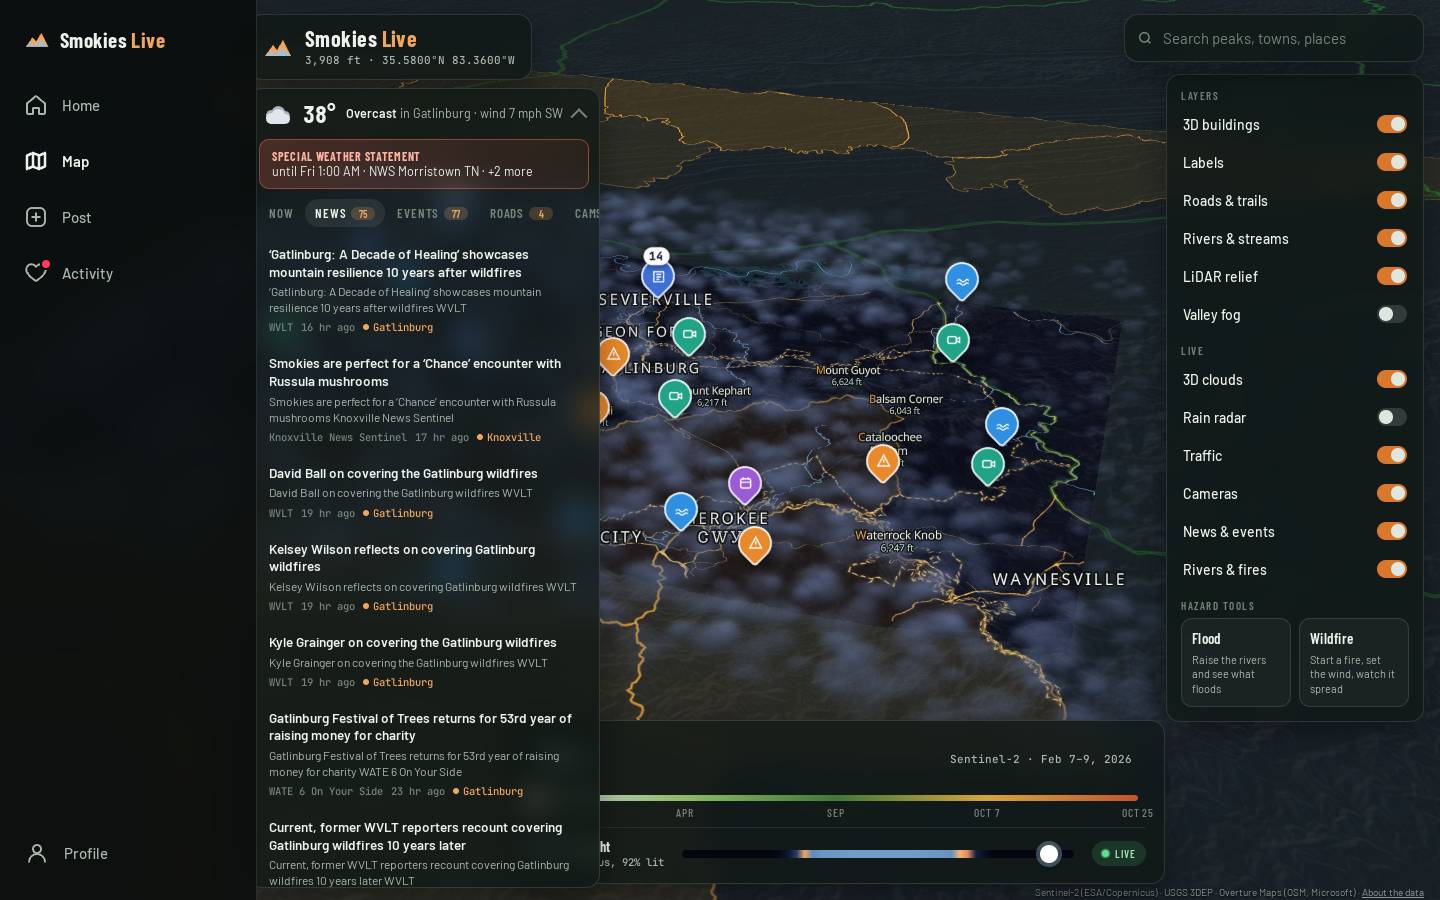 Smokies Live
Home
Map
Post
Activity
Profile
Smokies Live
3,908 ft · 35.5800°N 83.3600°W
38° Overcast in Gatlinburg · wind 7 mph SW
SPECIAL WEATHER STATEMENT
until Fri 1:00 AM · NWS Morristown TN · +2 more
NOW NEWS 75 EVENTS 77 ROADS 4 CAMS
‘Gatlinburg: A Decade of Healing’ showcases
mountain resilience 10 years after wildfires
‘Gatlinburg: A Decade of Healing’ showcases mountain
resilience 10 years after wildfires WVLT
WVLT 16 hr ago Gatlinburg
Smokies are perfect for a ‘Chance’ encounter with
Russula mushrooms
Smokies are perfect for a ‘Chance’ encounter with Russula
mushrooms Knoxville News Sentinel
Knoxville News Sentinel 17 hr ago Knoxville
David Ball on covering the Gatlinburg wildfires
David Ball on covering the Gatlinburg wildfires WVLT
WVLT 19 hr ago Gatlinburg
Kelsey Wilson reflects on covering Gatlinburg
wildfires
Kelsey Wilson reflects on covering Gatlinburg wildfires WVLT
WVLT 19 hr ago Gatlinburg
Kyle Grainger on covering the Gatlinburg wildfires
Kyle Grainger on covering the Gatlinburg wildfires WVLT
WVLT 19 hr ago Gatlinburg
Gatlinburg Festival of Trees returns for 53rd year of
raising money for charity
Gatlinburg Festival of Trees returns for 53rd year of raising
money for charity WATE 6 On Your Side
WATE 6 On Your Side 23 hr ago Gatlinburg
Current, former WVLT reporters recount covering
Gatlinburg wildfires 10 years later
Current, former WVLT reporters recount covering Gatlinburg
wildfires 10 years later WVLT
14
SEVIERVILLE
GEON FO
LINBURG
unt Kephart
6,217 ft
Mount Guyot
6,624 ft
Balsam Corner
6,043 ft
Cataloochee
EROKEE
ᏣᎳ
CITY
Waterrock Knob
6,247 ft
WAYNESVILLE
Sentinel-2 · Feb 7–9, 2026
APR SEP OCT 7 OCT 25
ht
us, 92% lit
LIVE
Search peaks, towns, places
LAYERS
3D buildings
Labels
Roads & trails
Rivers & streams
LiDAR relief
Valley fog
LIVE
3D clouds
Rain radar
Traffic
Cameras
News & events
Rivers & fires
HAZARD TOOLS
Flood
Raise the rivers
and see what
floods
Wildfire
Start a fire, set
the wind, watch it
spread
Sentinel-2 (ESA/Copernicus) · USGS 3DEP · Overture Maps (OSM, Microsoft) · About the data